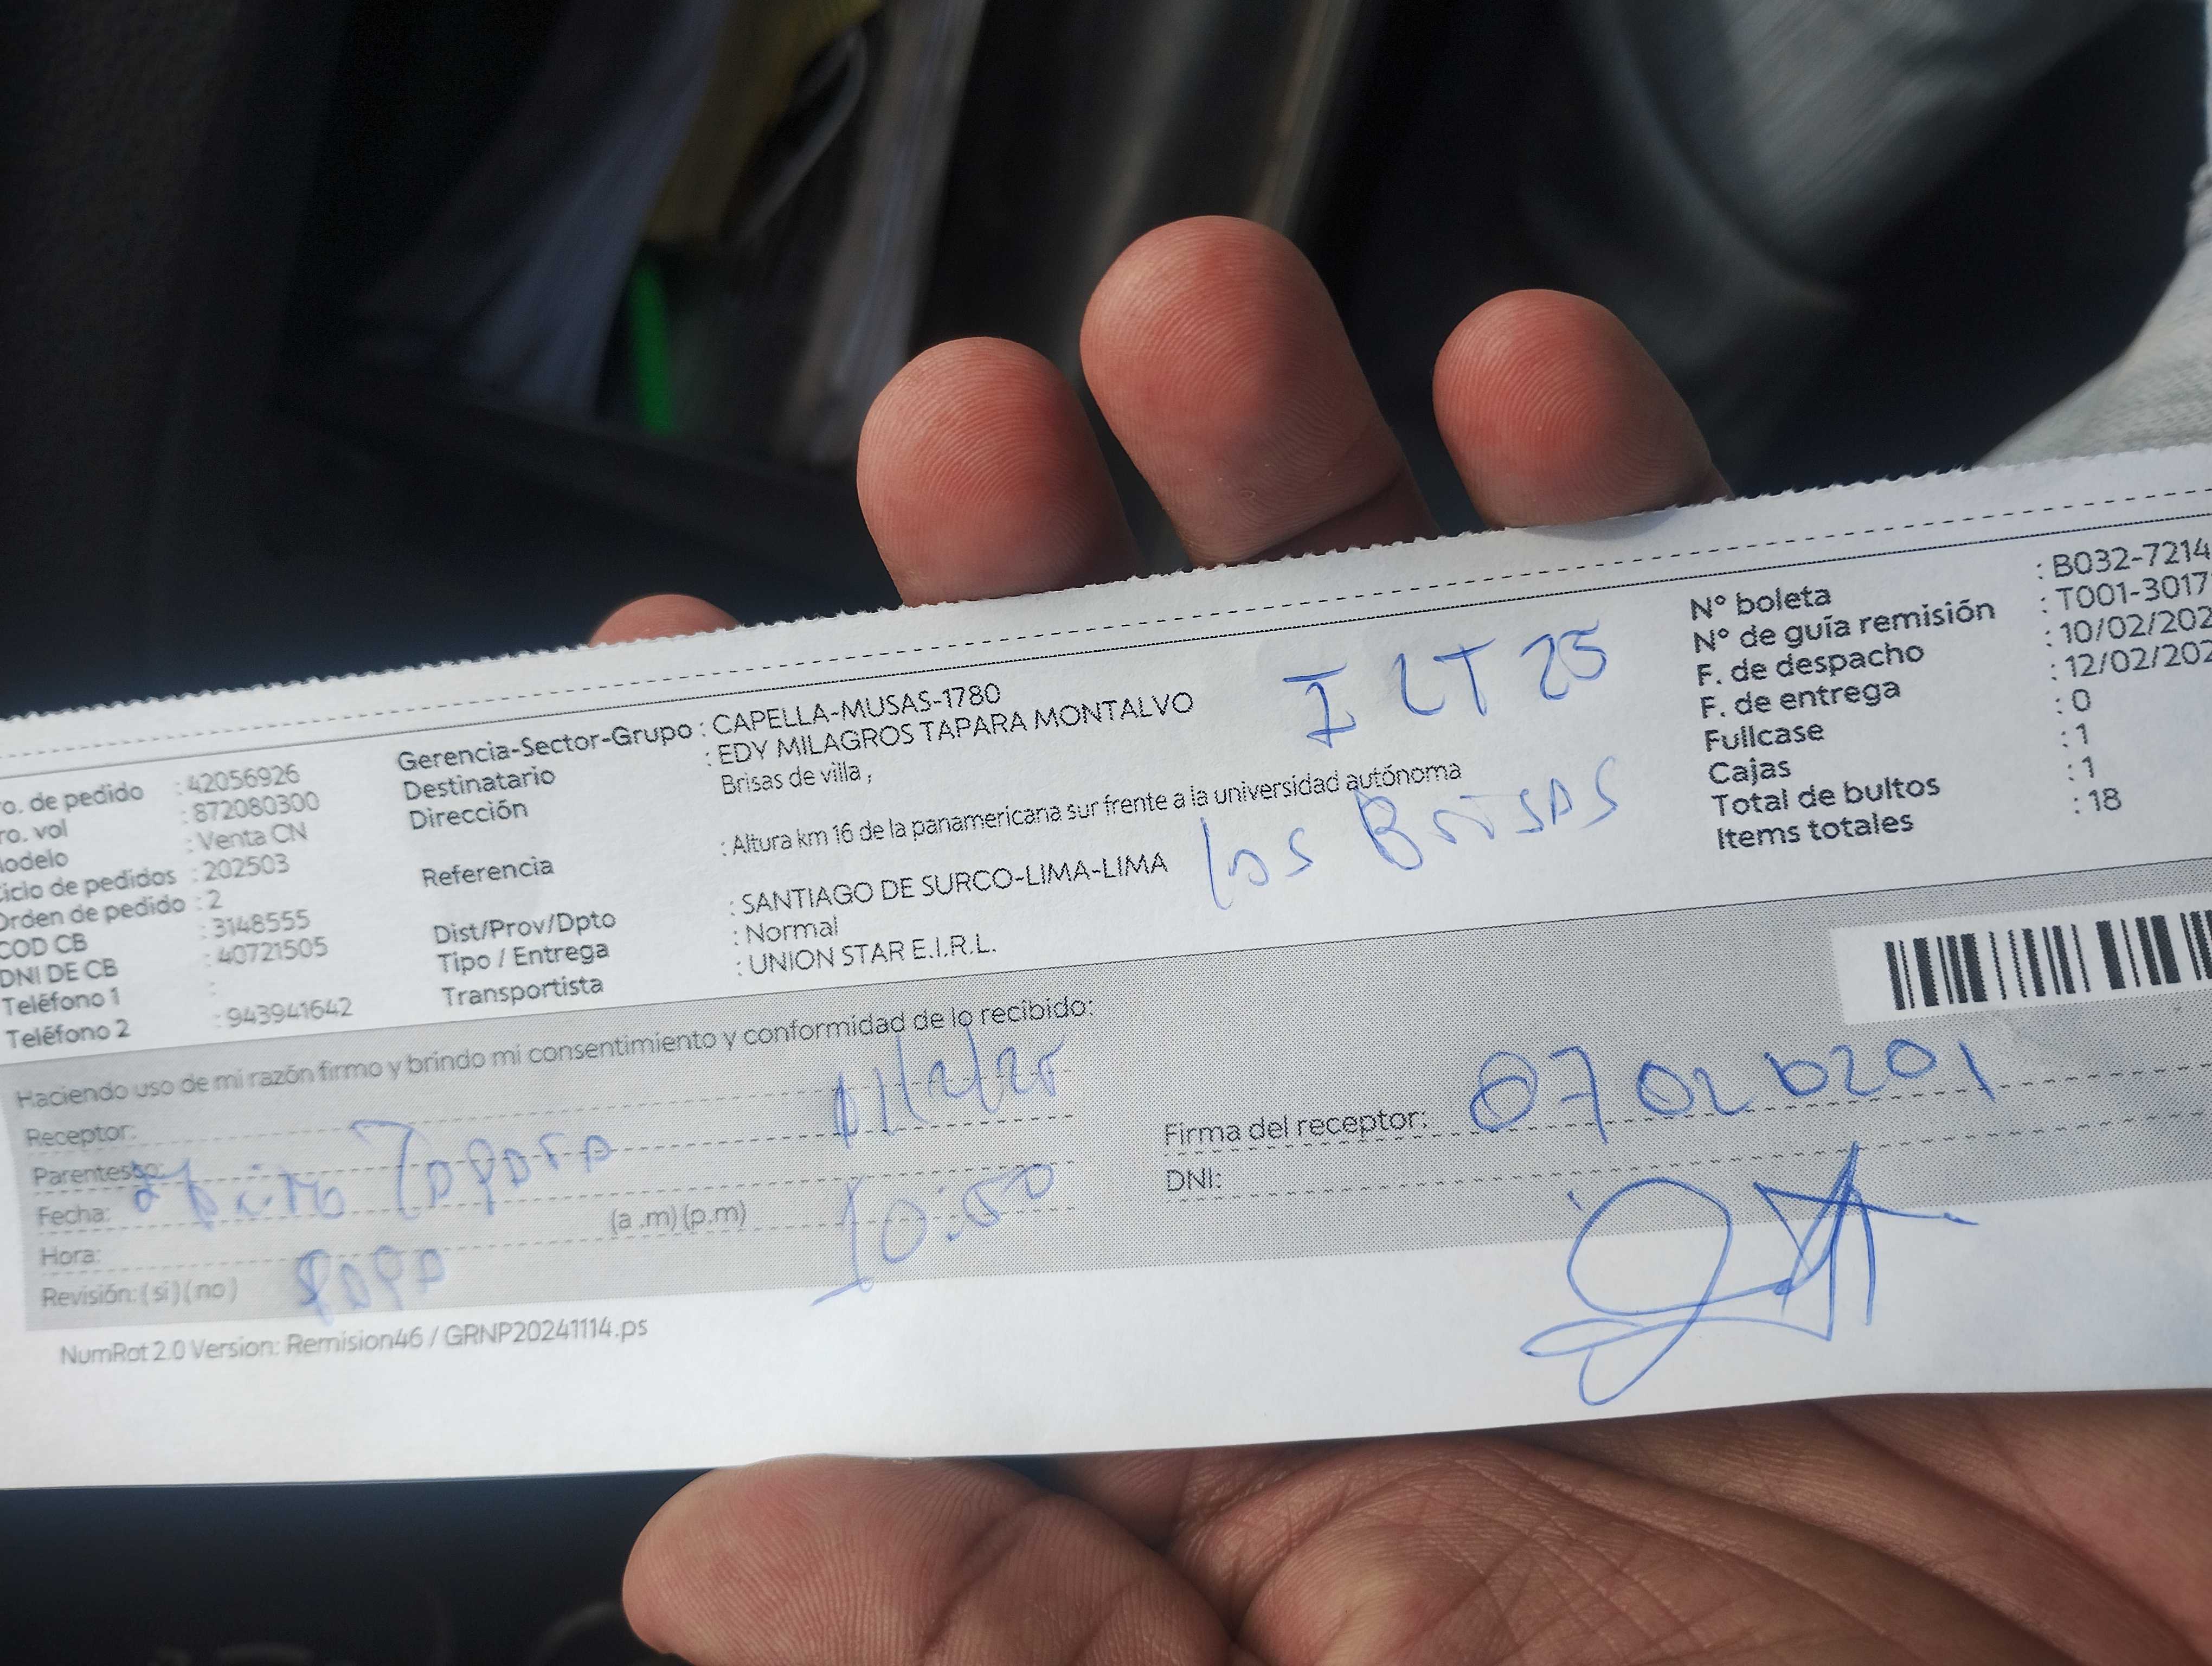 o. de pedido : 42056926
ro. vol : 872080300
odelo : Venta CN
iclo de pedidos : 202503
Orden de pedido : 2
COD CB : 3148555
DNI DE CB : 40721505
Teléfono 1 :
Teléfono 2 : 943941642
Gerencia-Sector-Grupo : CAPELLA-MUSAS-1780
Destinatario : EDY MILAGROS TAPARA MONTALVO
Dirección Brisas de villa ,
Referencia : Altura km 16 de la panamericana sur frente a la universidad autónoma
Dist/Prov/Dpto : SANTIAGO DE SURCO-LIMA-LIMA
Tipo / Entrega : Normal
Transportista : UNION STAR E.I.R.L.
I LT 25
Los Brisas
N° boleta : B032-7214
N° de guía remisión : T001-3017
F. de despacho : 10/02/202
F. de entrega : 12/02/202
Fullcase : 0
Cajas : 1
Total de bultos : 1
Items totales : 18
Haciendo uso de mi razón firmo y brindo mi consentimiento y conformidad de lo recibido:
Receptor:
Parentesco:
Fecha: Tapara
Hora: (a .m) (p.m) 10:50
Revisión: ( si ) ( no ) papa
Firma del receptor: 07020201
DNI:
NumRot 2.0 Version: Remision46 / GRNP20241114.ps